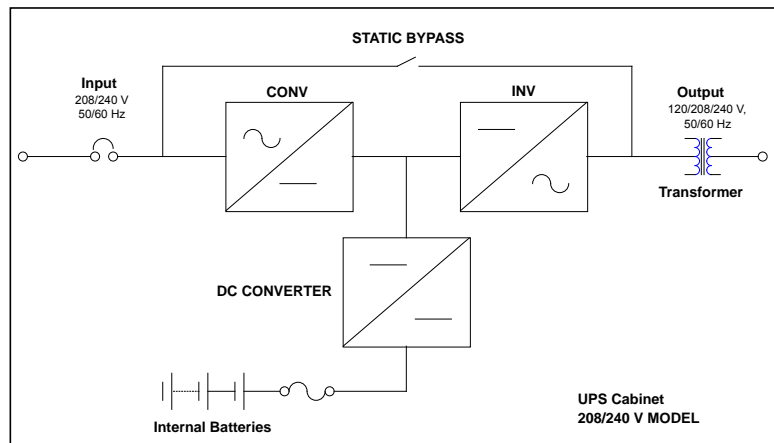 STATIC BYPASS
Input
208/240 V
50/60 Hz
CONV
INV
Output
120/208/240 V,
50/60 Hz
Transformer
DC CONVERTER
Internal Batteries
UPS Cabinet
208/240 V MODEL